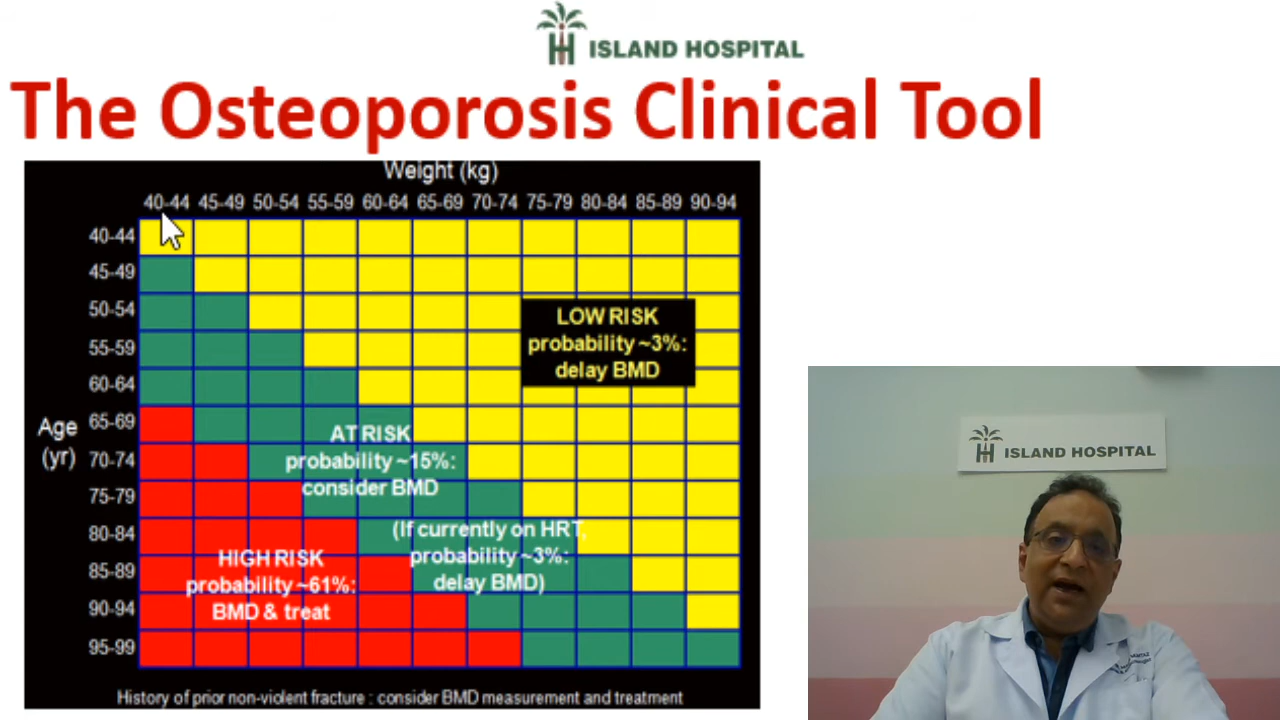 ISLAND HOSPITAL
The Osteoporosis Clinical Tool
Weight (kg)
40-44 45-49 50-54 55-59 60-64 65-69 70-74 75-79 80-84 85-89 90-94
40-44
45-49
50-54
55-59
60-64
65-69
70-74
75-79
80-84
85-89
90-94
95-99
Age
(yr)
LOW RISK
probability ~3%:
delay BMD
AT RISK
probability ~15%:
consider BMD
(If currently on HRT,
probability ~3%:
delay BMD)
HIGH RISK
probability ~61%:
BMD & treat
History of prior non-violent fracture : consider BMD measurement and treatment
ISLAND HOSPITAL